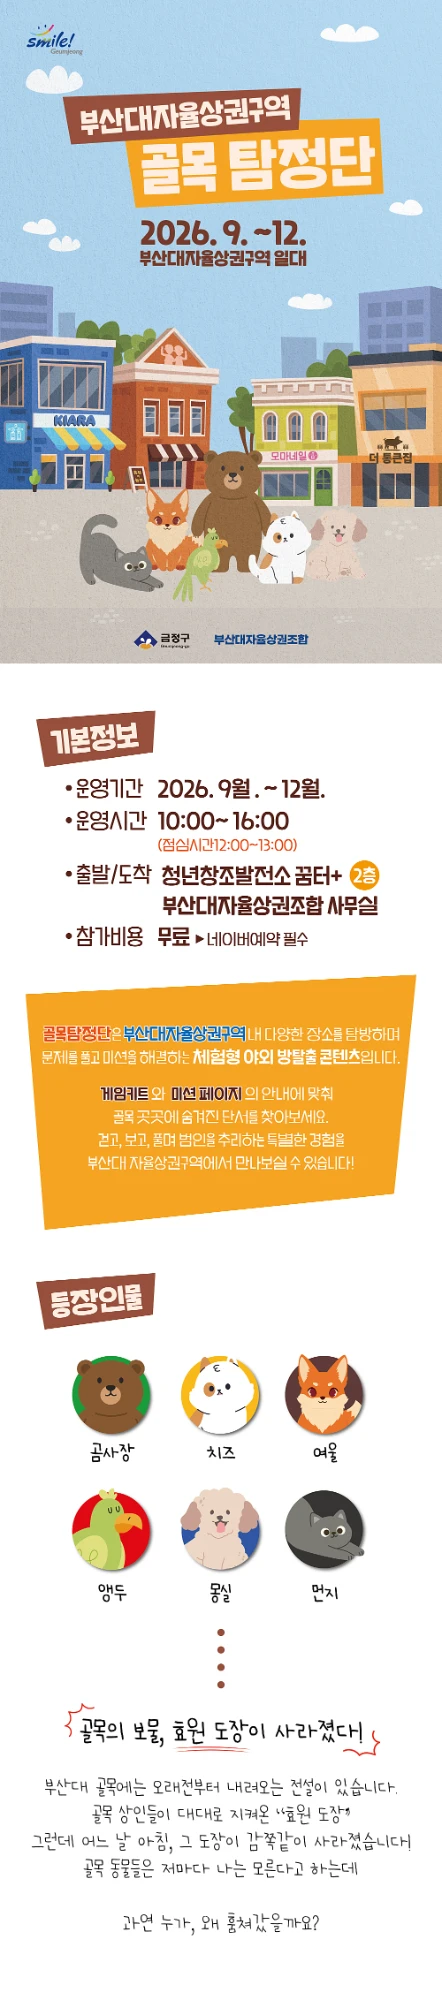 smile!
Geumjeong
부산대자율상권구역
골목 탐정단
2026. 9. ~12.
부산대자율상권구역 일대
KIARA
모마네일
더 통큰집
금정구
Geumjeong-gu
부산대자율상권조합
기본정보
•운영기간 2026. 9월. ~ 12월.
•운영시간 10:00~ 16:00
(점심시간12:00~13:00)
•출발/도착 청년창조발전소 꿈터+ 2층
부산대자율상권조합 사무실
•참가비용 무료 ▶네이버예약 필수
골목탐정단은 부산대자율상권구역 내 다양한 장소를 탐방하며
문제를 풀고 미션을 해결하는 체험형 야외 방탈출 콘텐츠입니다.
게임키트 와 미션 페이지 의 안내에 맞춰
골목 곳곳에 숨겨진 단서를 찾아보세요.
걷고, 보고, 풀며 범인을 추리하는 특별한 경험을
부산대 자율상권구역에서 만나보실 수 있습니다!
등장인물
곰사장 치즈 여울
앵두 몽실 먼지
골목의 보물, 효원 도장이 사라졌다!
부산대 골목에는 오래전부터 내려오는 전설이 있습니다.
골목 상인들이 대대로 지켜온 “효원 도장”
그런데 어느 날 아침, 그 도장이 감쪽같이 사라졌습니다!
골목 동물들은 저마다 나는 모른다고 하는데
과연 누가, 왜 훔쳐갔을까요?